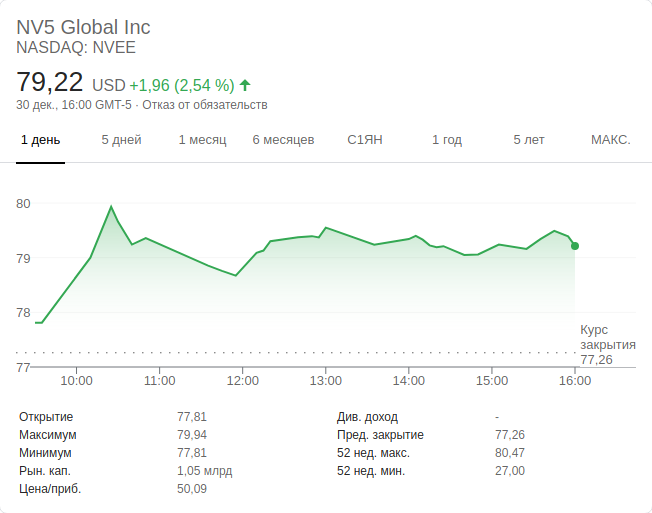 NV5 Global Inc
NASDAQ: NVEE
79,22 USD +1,96 (2,54 %)
30 дек., 16:00 GMT-5 · Отказ от обязательств
1 день 5 дней 1 месяц 6 месяцев С1ЯН 1 год 5 лет МАКС.
80
79
78
77
Курс
закрытия
77,26
10:00 11:00 12:00 13:00 14:00 15:00 16:00
Открытие 77,81 Див. доход -
Максимум 79,94 Пред. закрытие 77,26
Минимум 77,81 52 нед. макс. 80,47
Рын. кап. 1,05 млрд 52 нед. мин. 27,00
Цена/приб. 50,09